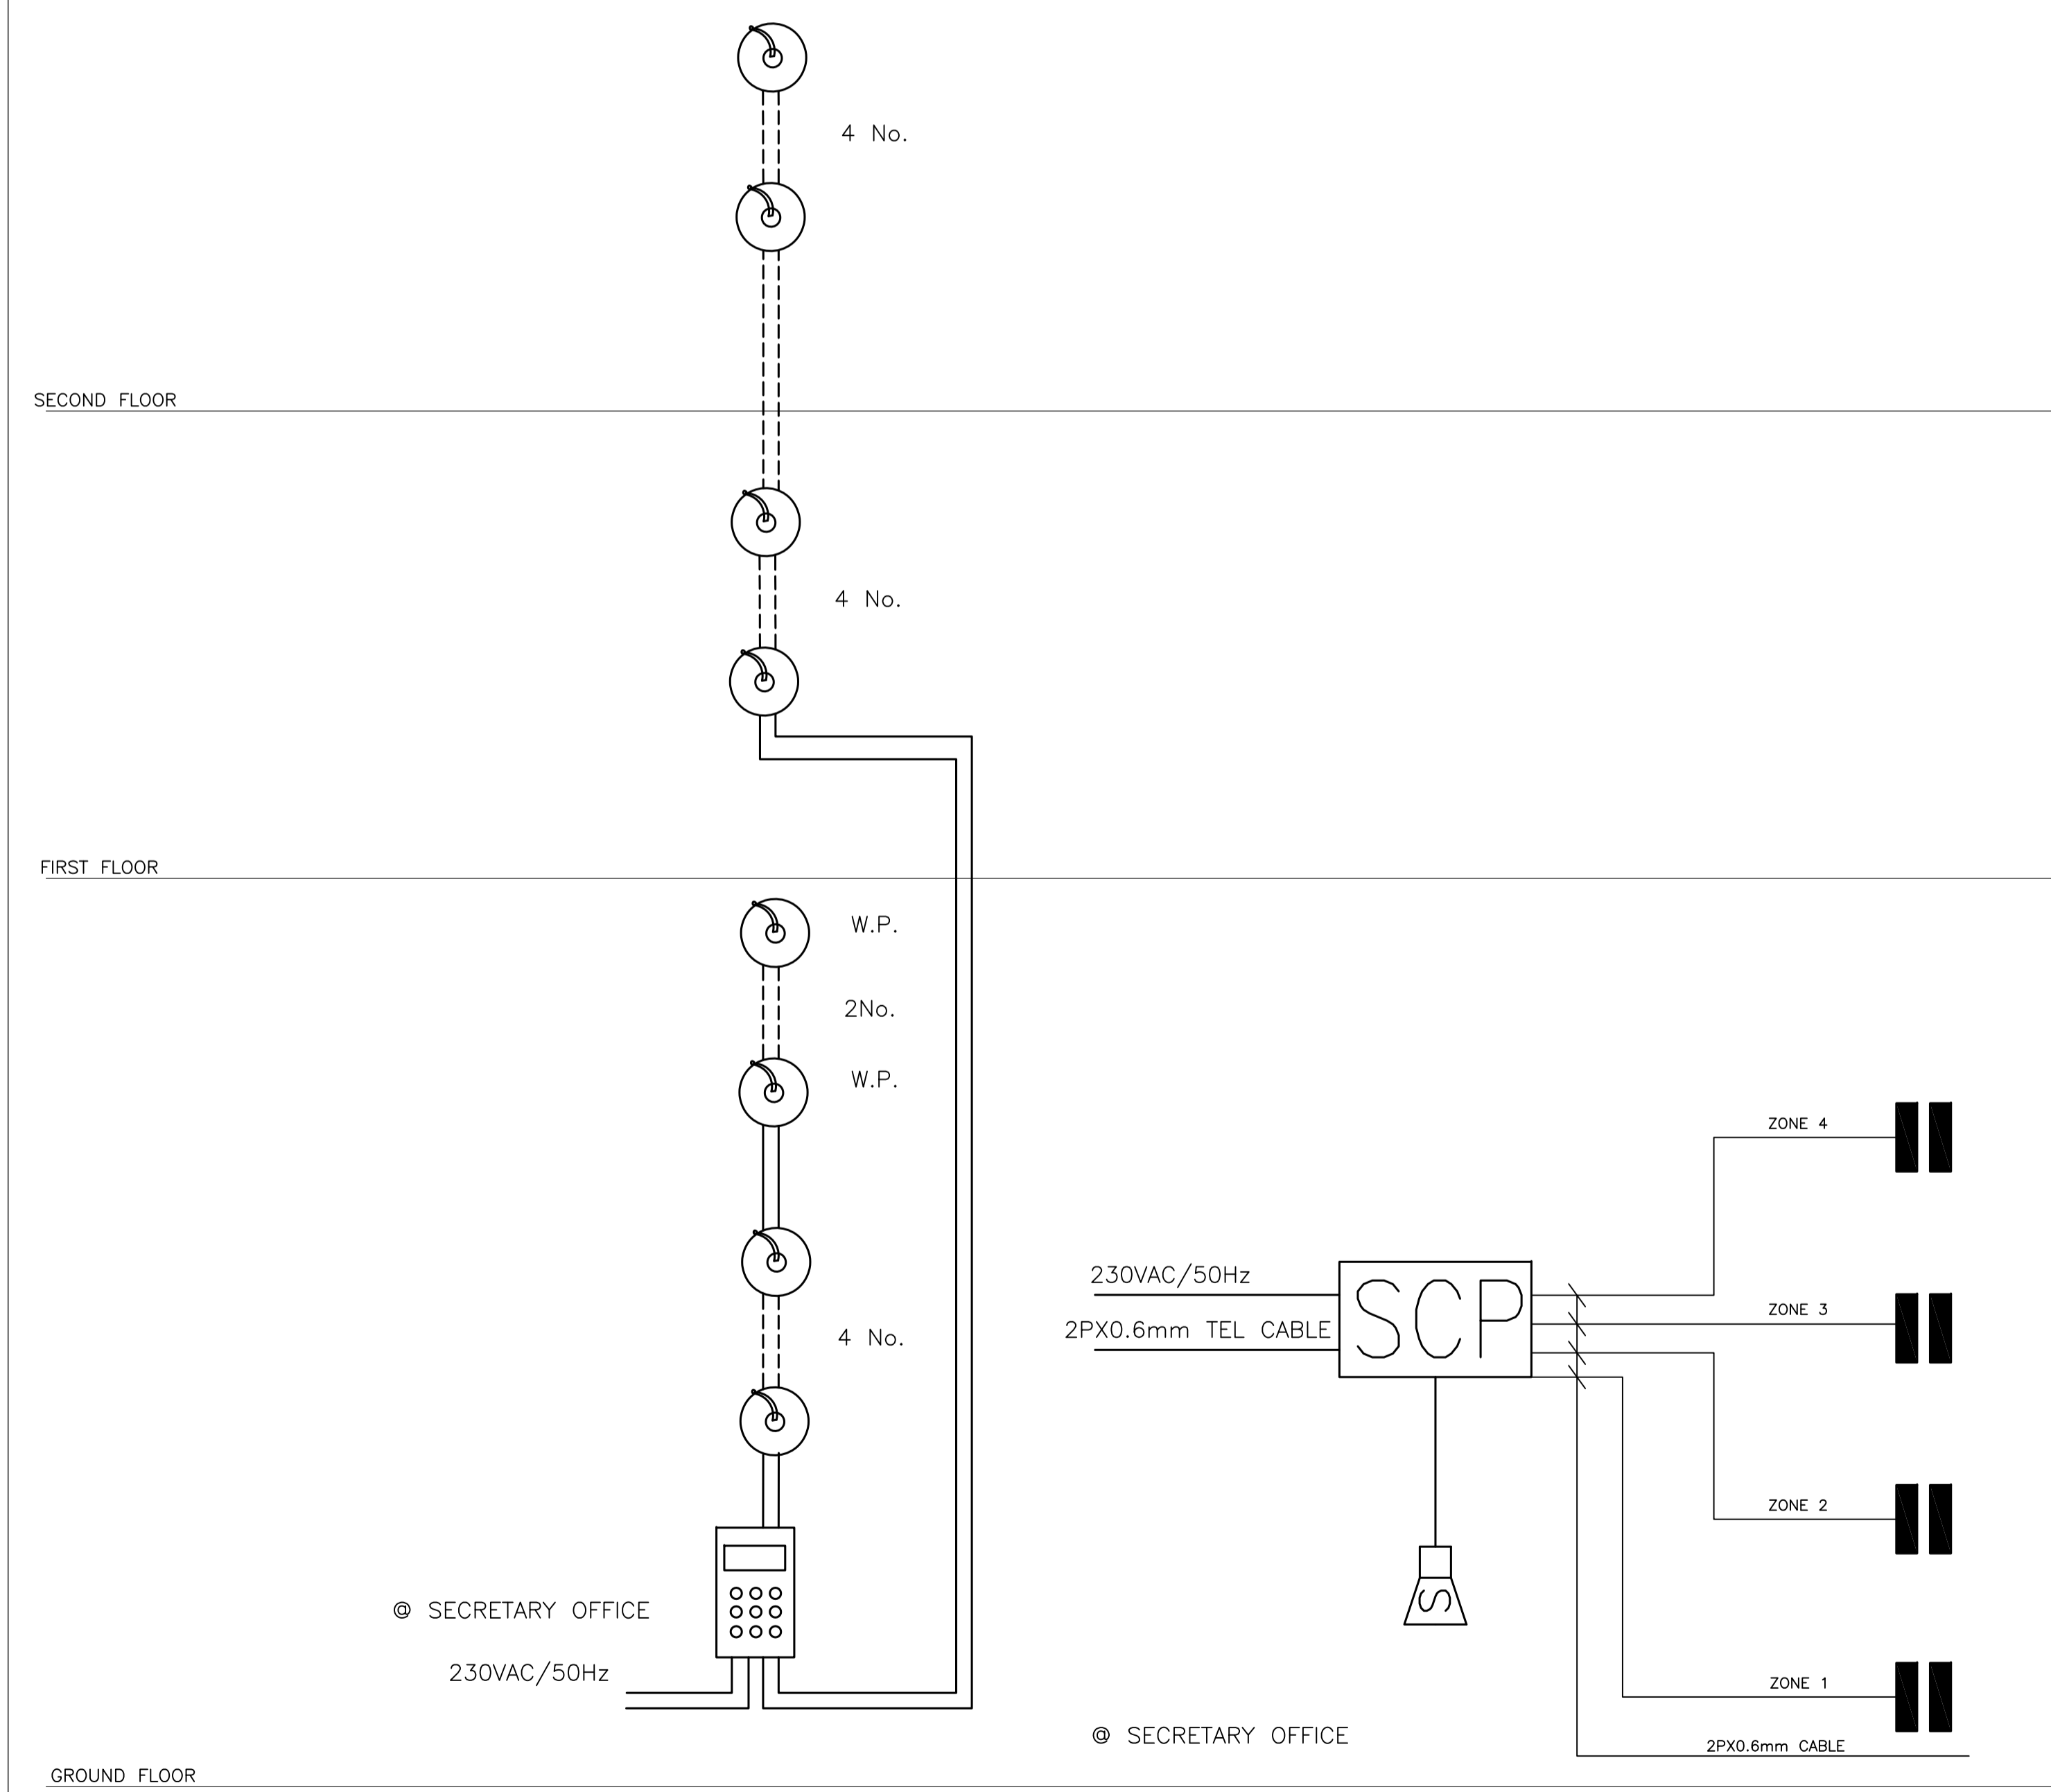 4 No.
SECOND FLOOR
4 No.
FIRST FLOOR
W.P.
2No.
W.P.
ZONE 4
230VAC/50Hz
SCP
ZONE 3
2PX0.6mm TEL CABLE
4 No.
ZONE 2
S
@ SECRETARY OFFICE
230VAC/50Hz
ZONE 1
@ SECRETARY OFFICE
2PX0.6mm CABLE
GROUND FLOOR